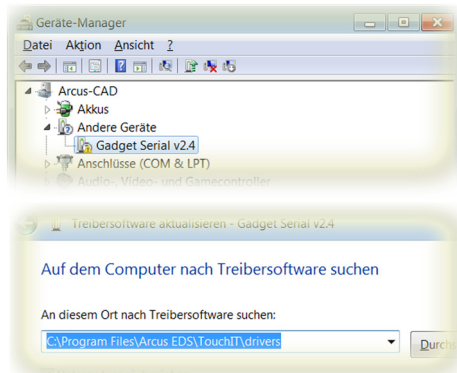 Geräte-Manager
Datei Aktion Ansicht ?
Arcus-CAD
Akkus
Andere Geräte
Gadget Serial v2.4
Anschlüsse (COM & LPT)
Audio-, Video- und Gamecontroller
Treibersoftware aktualisieren - Gadget Serial v2.4
Auf dem Computer nach Treibersoftware suchen
An diesem Ort nach Treibersoftware suchen:
C:\Program Files\Arcus EDS\TouchIT\drivers